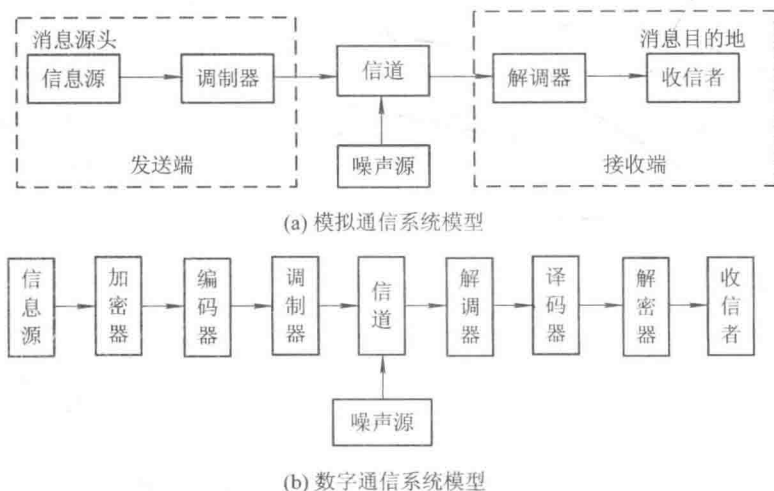 消息源头
消息目的地
信息源
调制器
信道
解调器
收信者
发送端
噪声源
接收端
(a) 模拟通信系统模型
信息源
加密器
编码器
调制器
信道
解调器
译码器
解密器
收信者
噪声源
(b) 数字通信系统模型